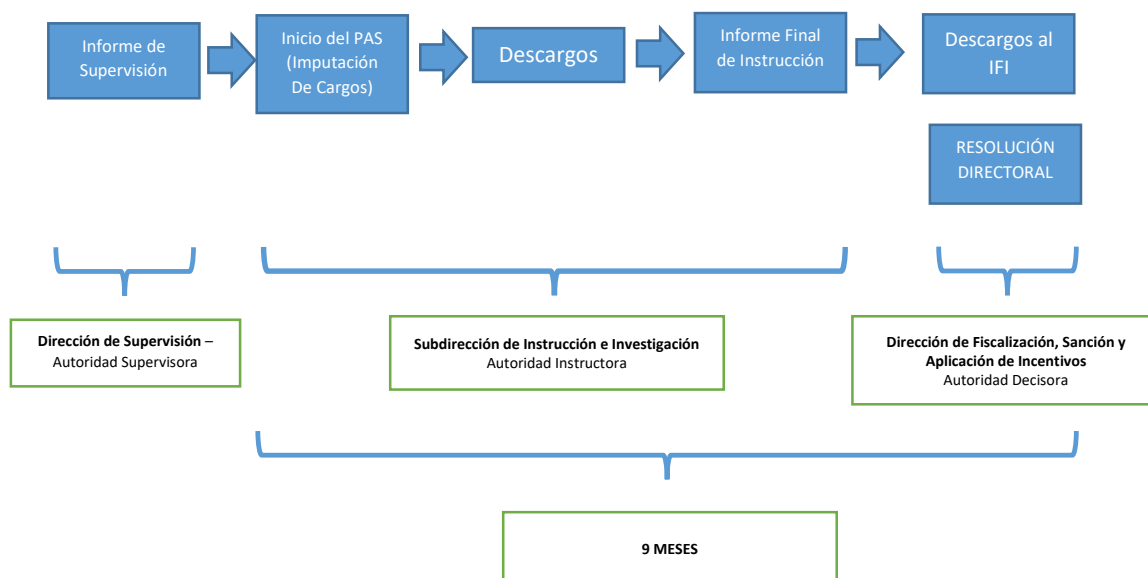 Informe de
Supervisión
Inicio del PAS
(Imputación
De Cargos)
Descargos
Informe Final
de Instrucción
Descargos al
IFI
RESOLUCIÓN
DIRECTORAL
Dirección de Supervisión –
Autoridad Supervisora
Subdirección de Instrucción e Investigación
Autoridad Instructora
Dirección de Fiscalización, Sanción y
Aplicación de Incentivos
Autoridad Decisora
9 MESES